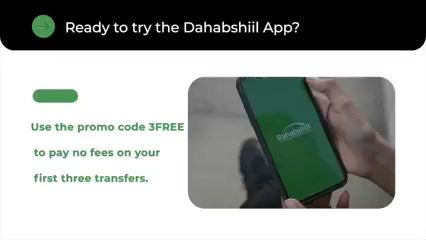 Ready to try the Dahabshiil App?
Use the promo code 3FREE
to pay no fees on your
first three transfers.
Dahabshiil